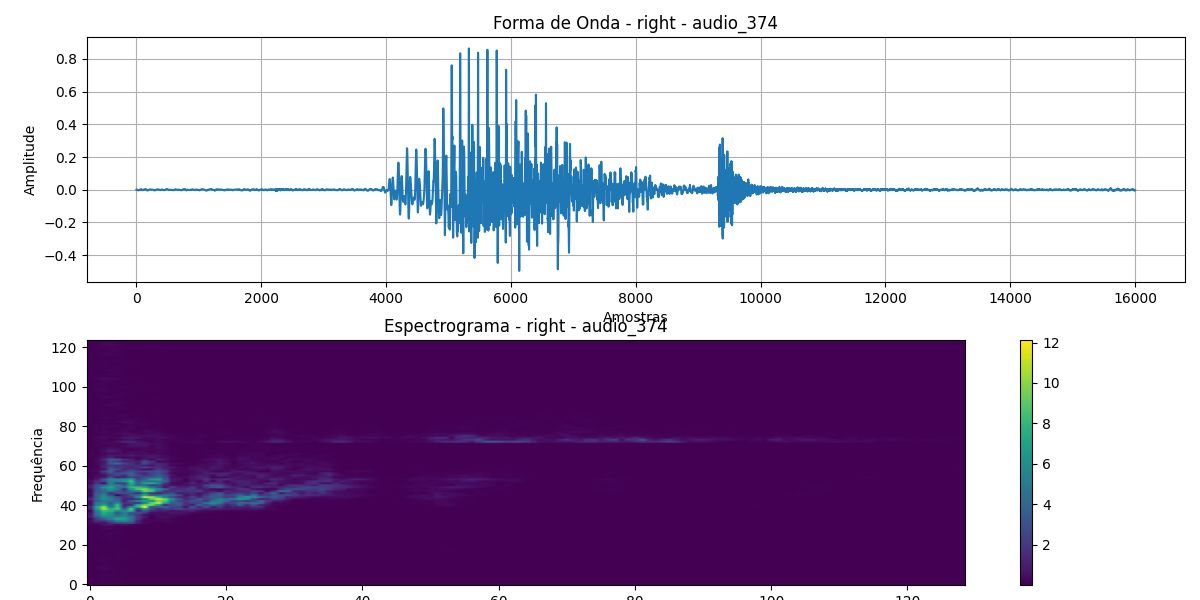 Forma de Onda - right - audio_374
Amplitude
0.8
0.6
0.4
0.2
0.0
−0.2
−0.4
0 2000 4000 6000 8000 10000 12000 14000 16000
Amostras
Espectrograma - right - audio_374
Frequência
120
100
80
60
40
20
0
0 20 40 60 80 100 120
12
10
8
6
4
2